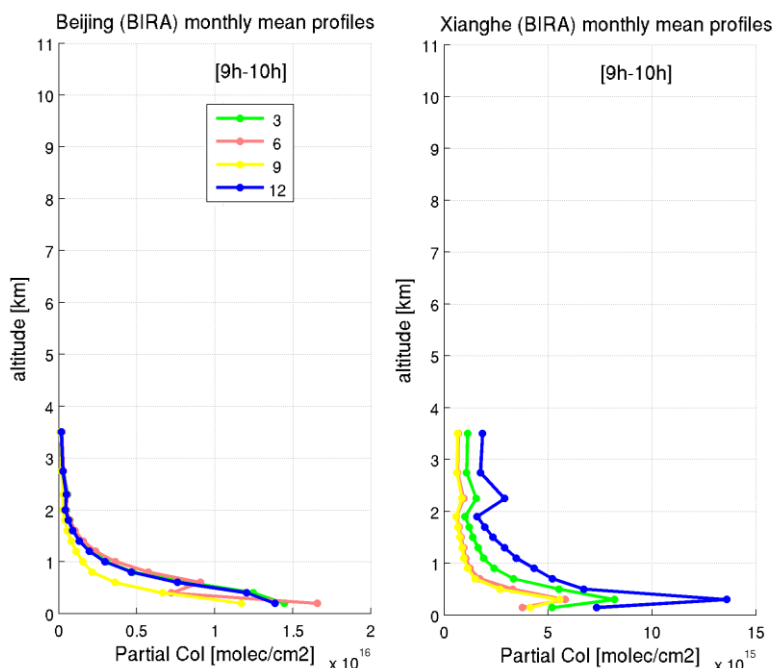 Beijing (BIRA) monthly mean profiles
[9h-10h]
3
6
9
12
11
10
9
8
7
6
5
4
3
2
1
0
altitude [km]
0 0.5 1 1.5 2
Partial Col [molec/cm2]
x 10^16
Xianghe (BIRA) monthly mean profiles
[9h-10h]
11
10
9
8
7
6
5
4
3
2
1
0
altitude [km]
0 5 10 15
Partial Col [molec/cm2]
x 10^15